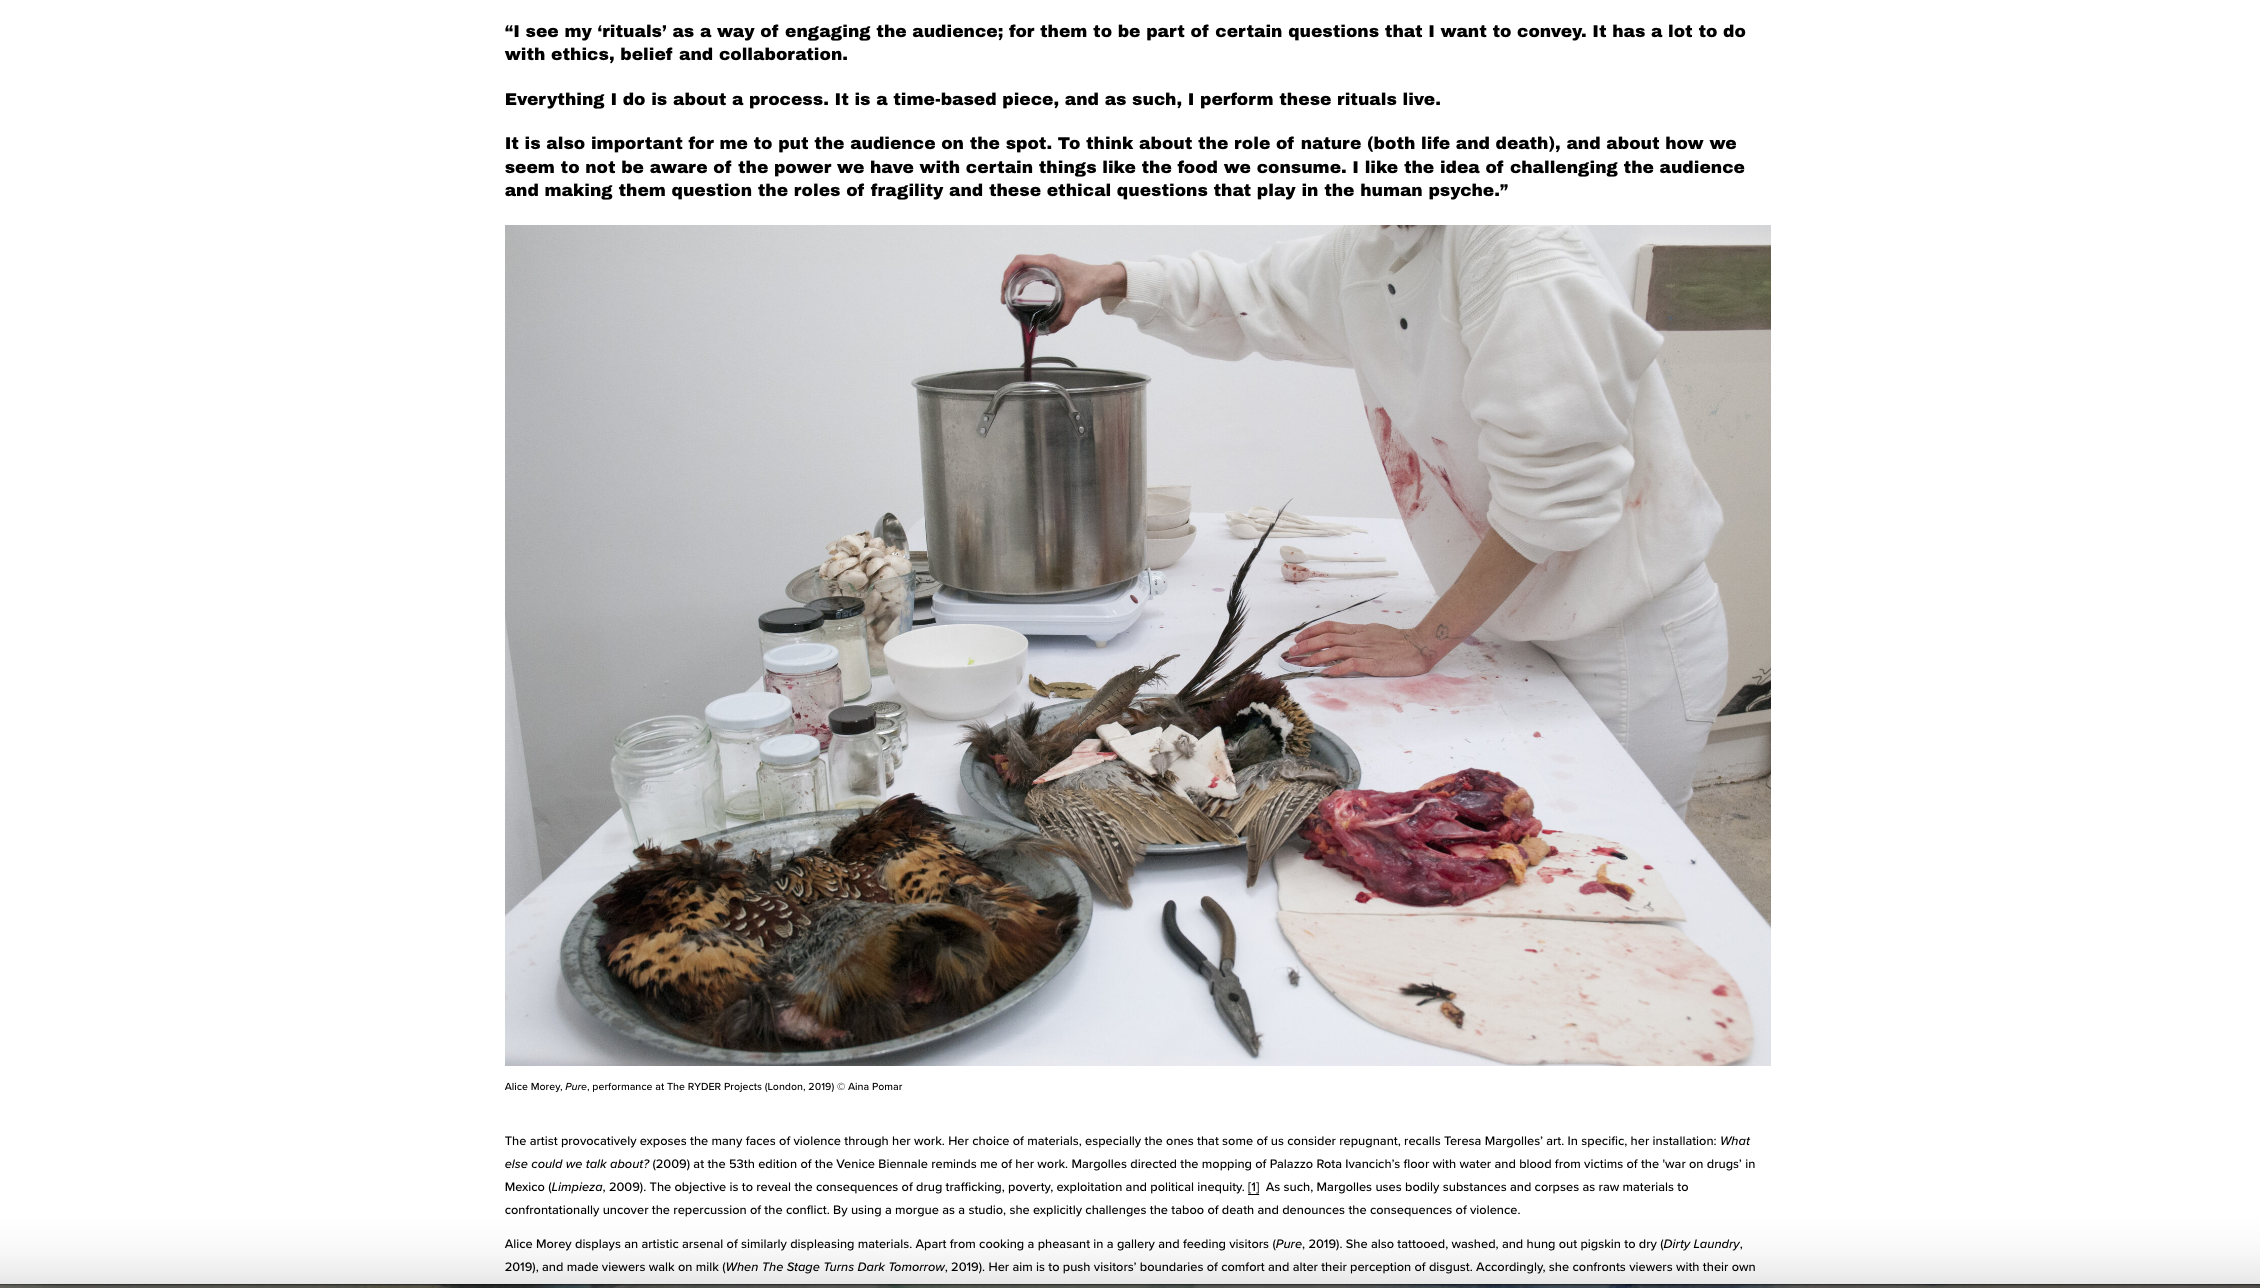 “I see my ‘rituals’ as a way of engaging the audience; for them to be part of certain questions that I want to convey. It has a lot to do
with ethics, belief and collaboration.
Everything I do is about a process. It is a time-based piece, and as such, I perform these rituals live.
It is also important for me to put the audience on the spot. To think about the role of nature (both life and death), and about how we
seem to not be aware of the power we have with certain things like the food we consume. I like the idea of challenging the audience
and making them question the roles of fragility and these ethical questions that play in the human psyche.”
Alice Morey, Pure, performance at The RYDER Projects (London, 2019) © Aina Pomar
The artist provocatively exposes the many faces of violence through her work. Her choice of materials, especially the ones that some of us consider repugnant, recalls Teresa Margolles’ art. In specific, her installation: What
else could we talk about? (2009) at the 53th edition of the Venice Biennale reminds me of her work. Margolles directed the mopping of Palazzo Rota Ivancich’s floor with water and blood from victims of the 'war on drugs’ in
Mexico (Limpieza, 2009). The objective is to reveal the consequences of drug trafficking, poverty, exploitation and political inequity. [1] As such, Margolles uses bodily substances and corpses as raw materials to
confrontationally uncover the repercussion of the conflict. By using a morgue as a studio, she explicitly challenges the taboo of death and denounces the consequences of violence.
Alice Morey displays an artistic arsenal of similarly displeasing materials. Apart from cooking a pheasant in a gallery and feeding visitors (Pure, 2019). She also tattooed, washed, and hung out pigskin to dry (Dirty Laundry,
2019), and made viewers walk on milk (When The Stage Turns Dark Tomorrow, 2019). Her aim is to push visitors’ boundaries of comfort and alter their perception of disgust. Accordingly, she confronts viewers with their own